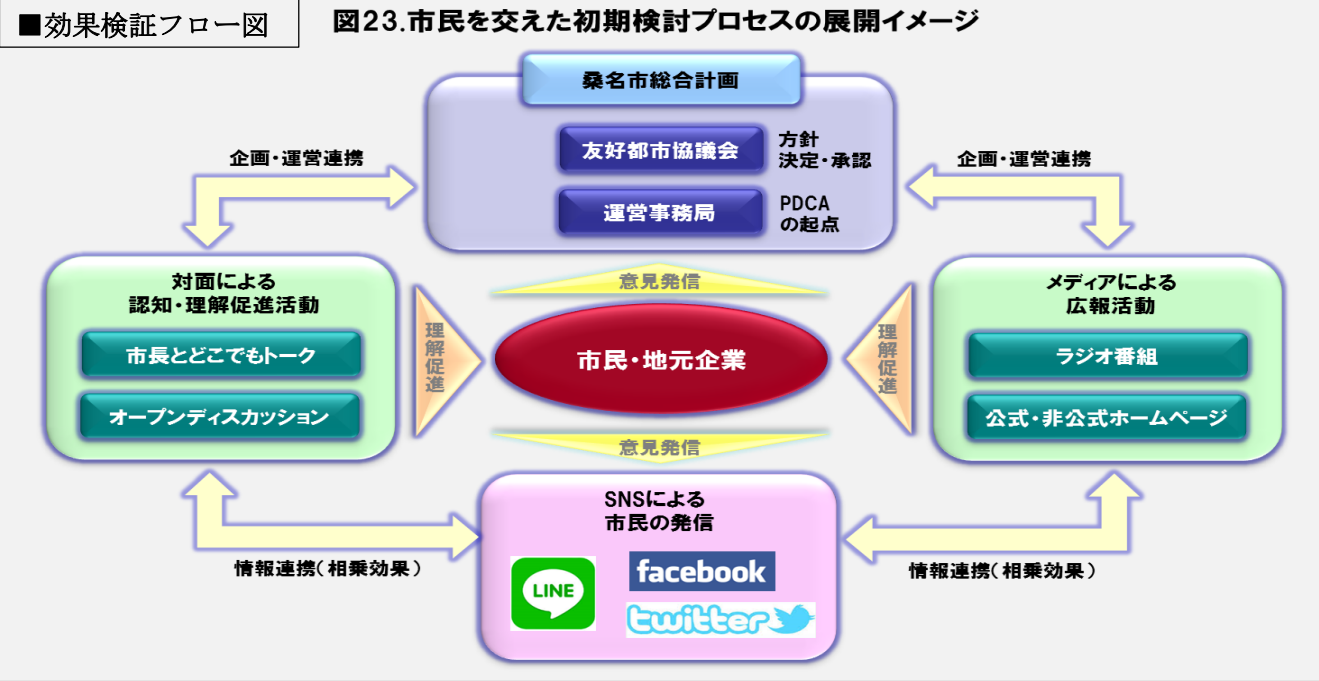 ■効果検証フロー図
図23.市民を交えた初期検討プロセスの展開イメージ
桑名市総合計画
友好都市協議会
方針
決定・承認
運営事務局
PDCA
の起点
企画・運営連携
企画・運営連携
対面による
認知・理解促進活動
市長とどこでもトーク
オープンディスカッション
理解促進
意見発信
市民・地元企業
意見発信
理解促進
メディアによる
広報活動
ラジオ番組
公式・非公式ホームページ
SNSによる
市民の発信
LINE
facebook
twitter
情報連携(相乗効果)
情報連携(相乗効果)